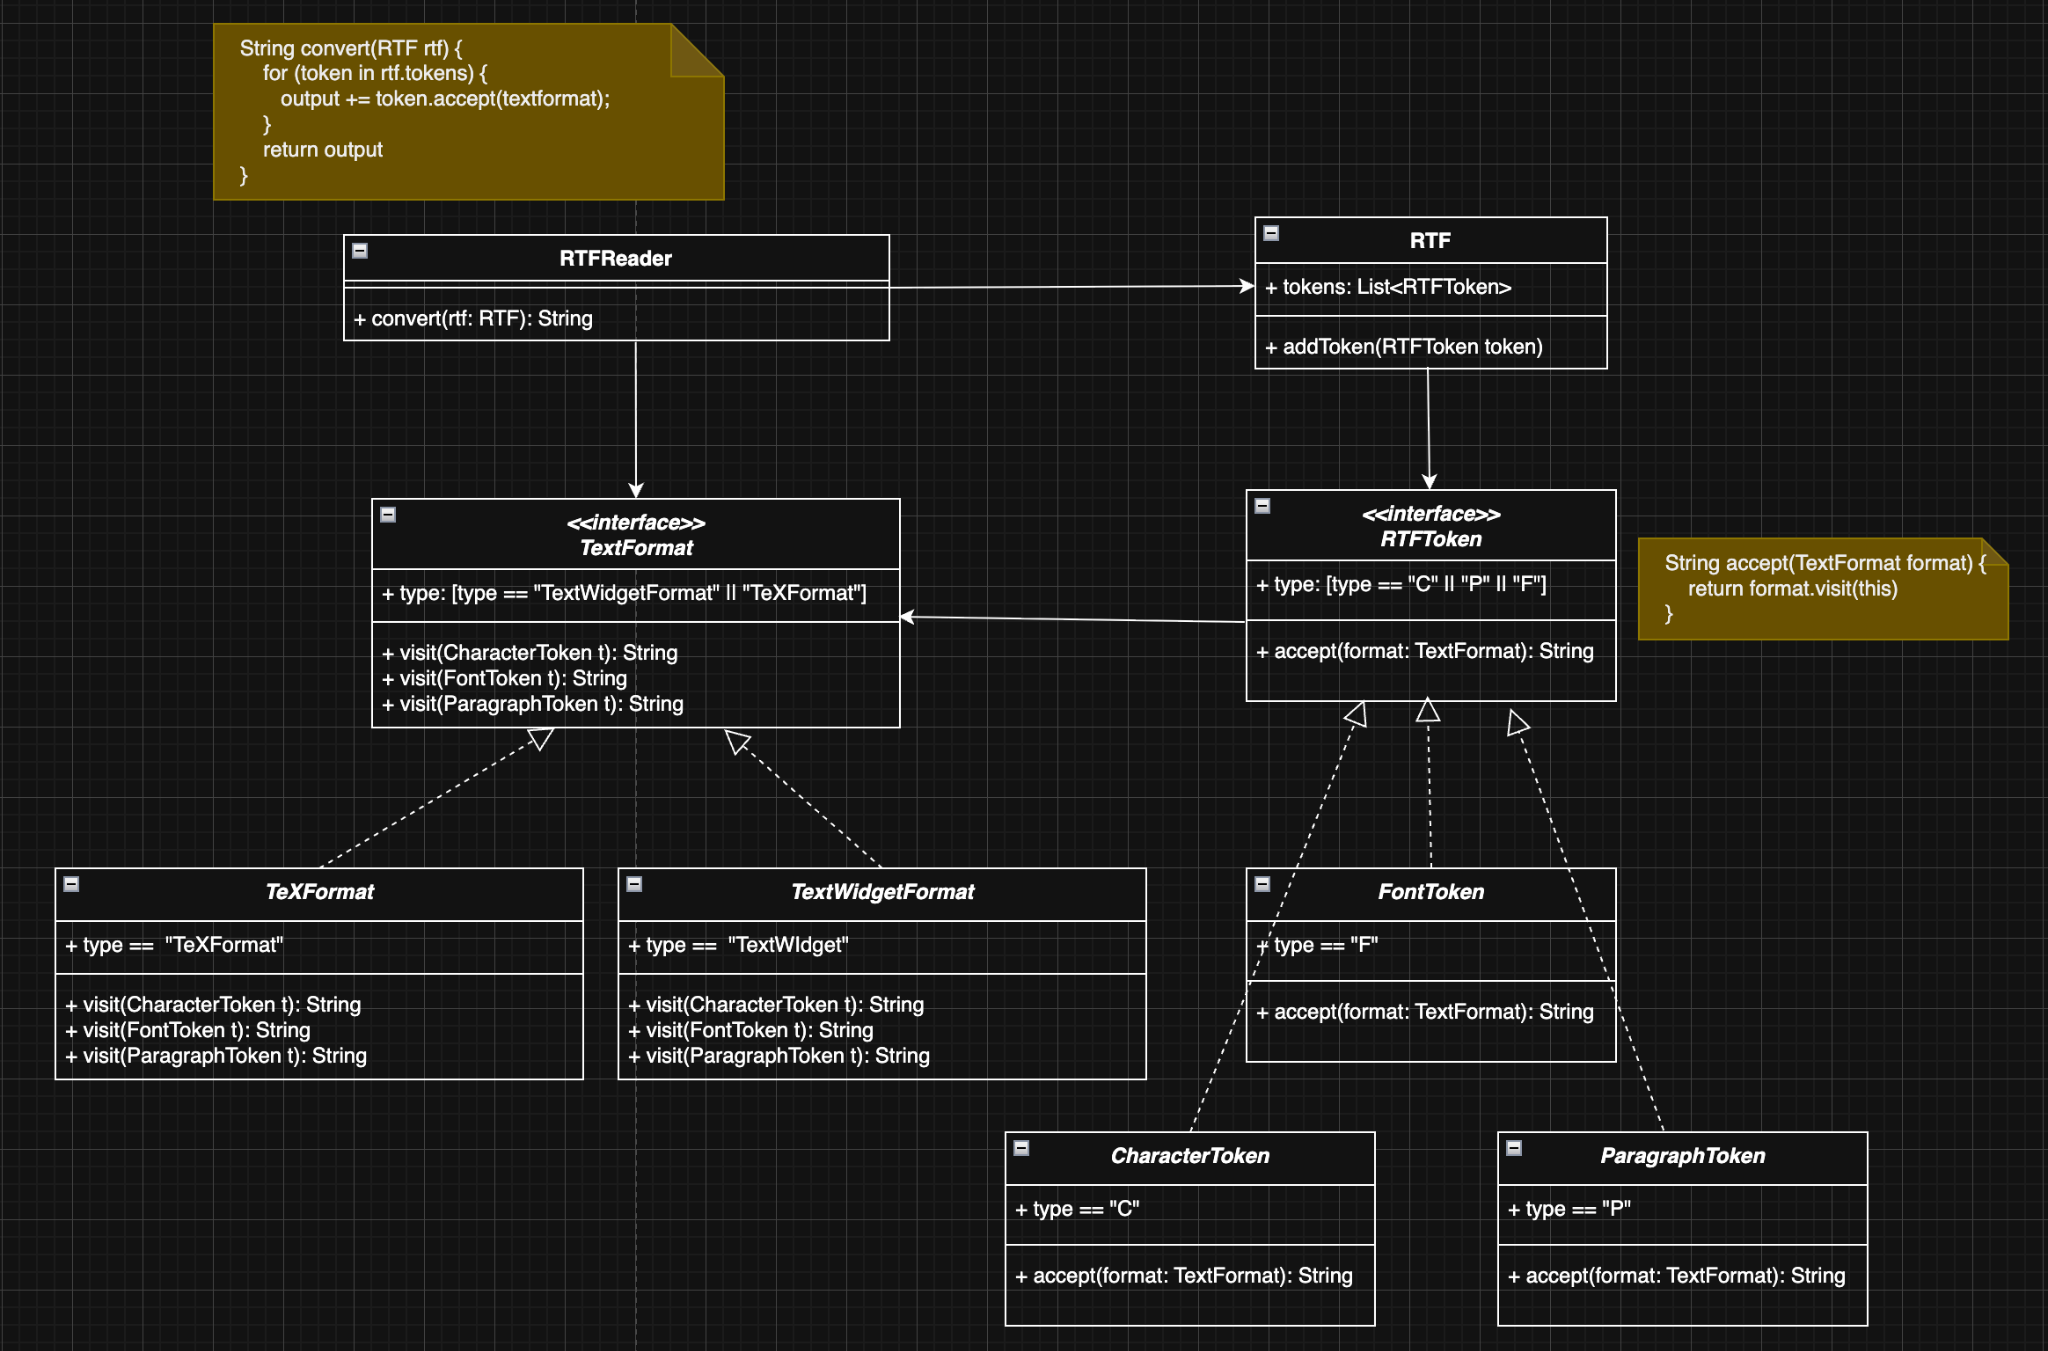 String convert(RTF rtf) {
for (token in rtf.tokens) {
output += token.accept(textformat);
}
return output
}
RTFReader
+ convert(rtf: RTF): String
RTF
+ tokens: List<RTFToken>
+ addToken(RTFToken token)
<<interface>>
TextFormat
+ type: [type == "TextWidgetFormat" || "TeXFormat"]
+ visit(CharacterToken t): String
+ visit(FontToken t): String
+ visit(ParagraphToken t): String
<<interface>>
RTFToken
+ type: [type == "C" || "P" || "F"]
+ accept(format: TextFormat): String
String accept(TextFormat format) {
return format.visit(this)
}
TeXFormat
+ type ==  "TeXFormat"
+ visit(CharacterToken t): String
+ visit(FontToken t): String
+ visit(ParagraphToken t): String
TextWidgetFormat
+ type ==  "TextWIdget"
+ visit(CharacterToken t): String
+ visit(FontToken t): String
+ visit(ParagraphToken t): String
FontToken
+ type == "F"
+ accept(format: TextFormat): String
CharacterToken
+ type == "C"
+ accept(format: TextFormat): String
ParagraphToken
+ type == "P"
+ accept(format: TextFormat): String